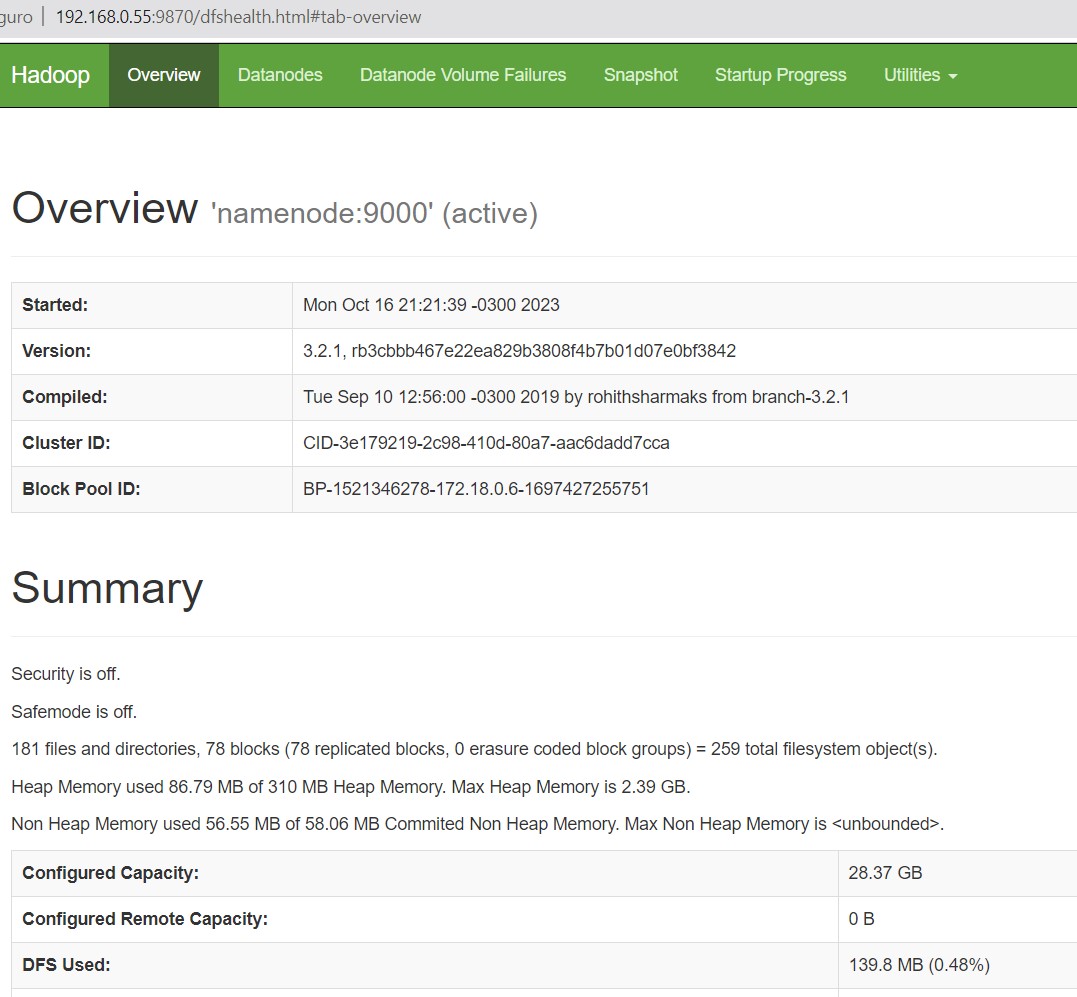 guro | 192.168.0.55:9870/dfshealth.html#tab-overview
Hadoop Overview Datanodes Datanode Volume Failures Snapshot Startup Progress Utilities
Overview 'namenode:9000' (active)
Started: Mon Oct 16 21:21:39 -0300 2023
Version: 3.2.1, rb3cbbb467e22ea829b3808f4b7b01d07e0bf3842
Compiled: Tue Sep 10 12:56:00 -0300 2019 by rohithsharmaks from branch-3.2.1
Cluster ID: CID-3e179219-2c98-410d-80a7-aac6dadd7cca
Block Pool ID: BP-1521346278-172.18.0.6-1697427255751
Summary
Security is off.
Safemode is off.
181 files and directories, 78 blocks (78 replicated blocks, 0 erasure coded block groups) = 259 total filesystem object(s).
Heap Memory used 86.79 MB of 310 MB Heap Memory. Max Heap Memory is 2.39 GB.
Non Heap Memory used 56.55 MB of 58.06 MB Commited Non Heap Memory. Max Non Heap Memory is <unbounded>.
Configured Capacity: 28.37 GB
Configured Remote Capacity: 0 B
DFS Used: 139.8 MB (0.48%)